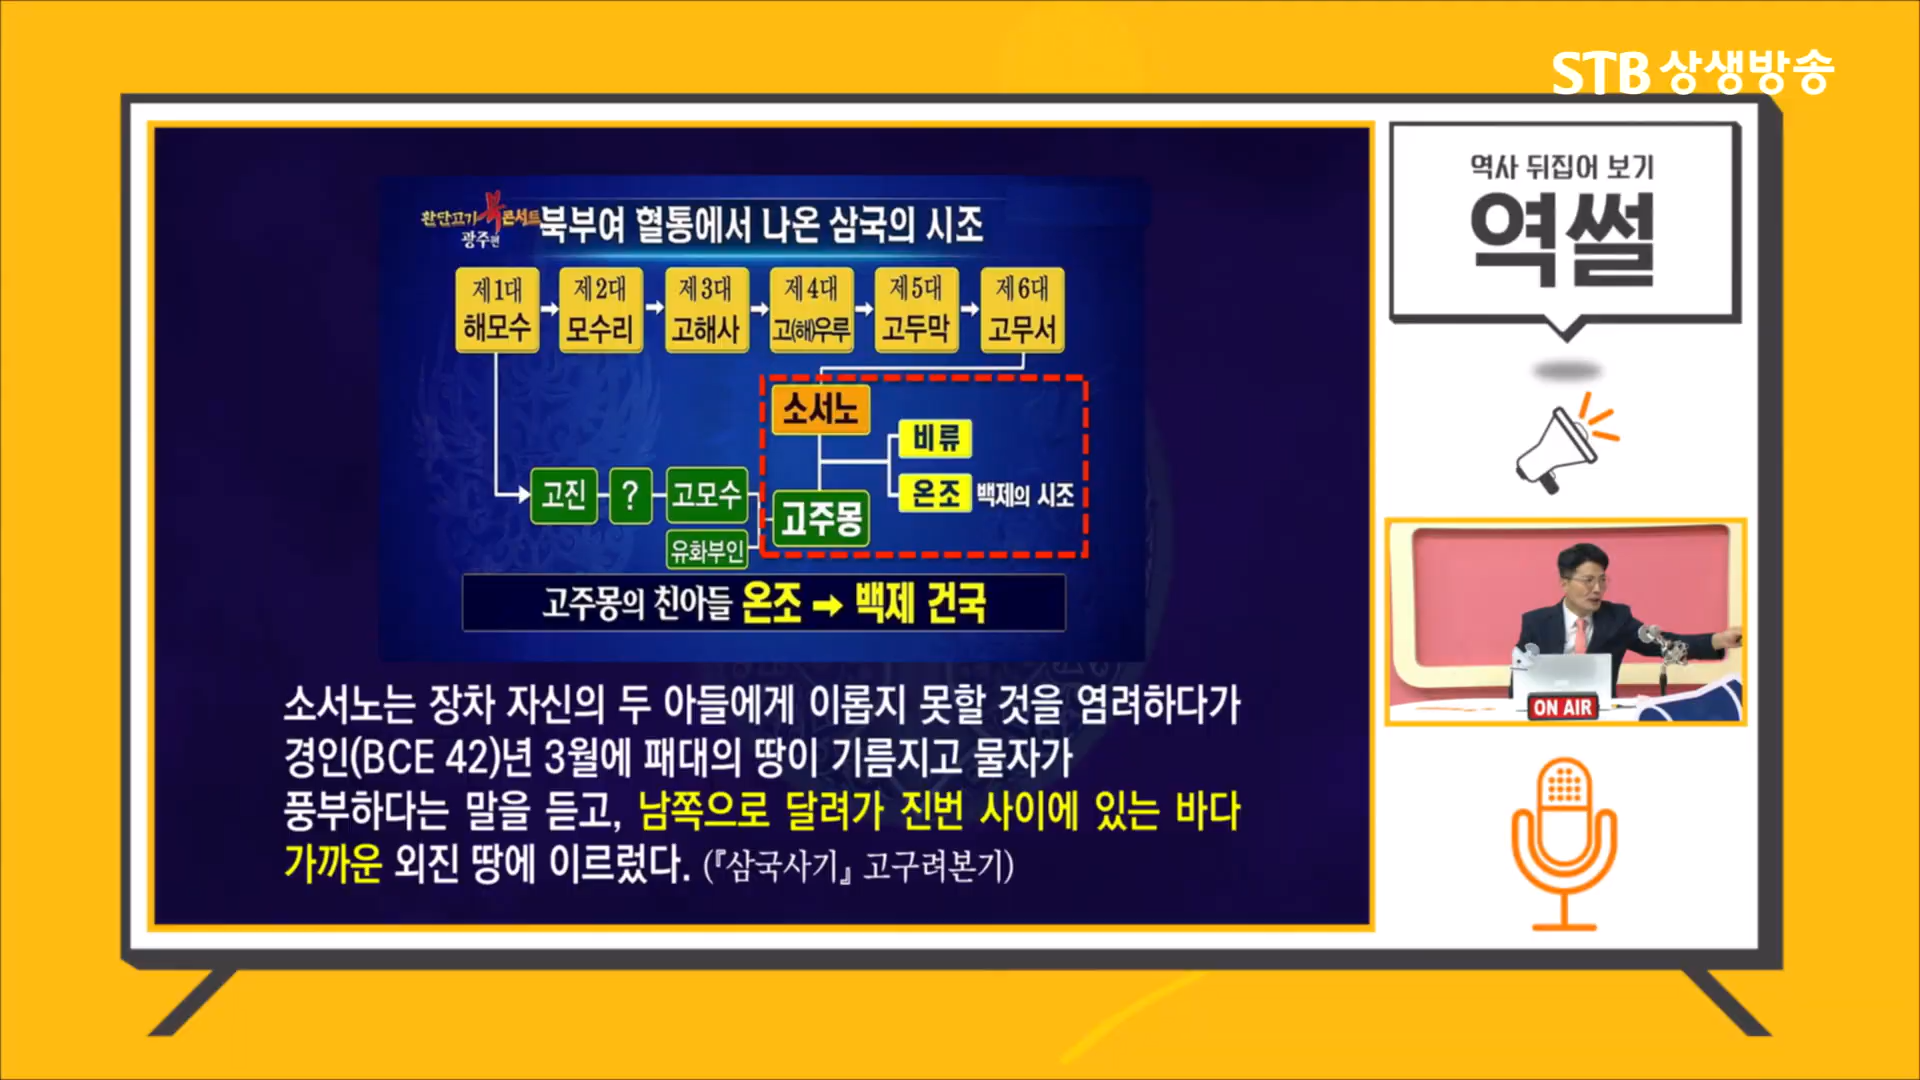 STB 상생방송
역사 뒤집어 보기
역썰
환단고기 북콘서트
광주편
북부여 혈통에서 나온 삼국의 시조
제1대 제2대 제3대 제4대 제5대 제6대
해모수 모수리 고해사 고(해)우루 고두막 고무서
소서노
비류
고진 ? 고모수 온조 백제의 시조
고주몽
유화부인
고주몽의 친아들 온조 → 백제 건국
소서노는 장차 자신의 두 아들에게 이롭지 못할 것을 염려하다가
경인(BCE 42)년 3월에 패대의 땅이 기름지고 물자가
풍부하다는 말을 듣고, 남쪽으로 달려가 진번 사이에 있는 바다
가까운 외진 땅에 이르렀다. (『삼국사기』 고구려본기)
ON AIR